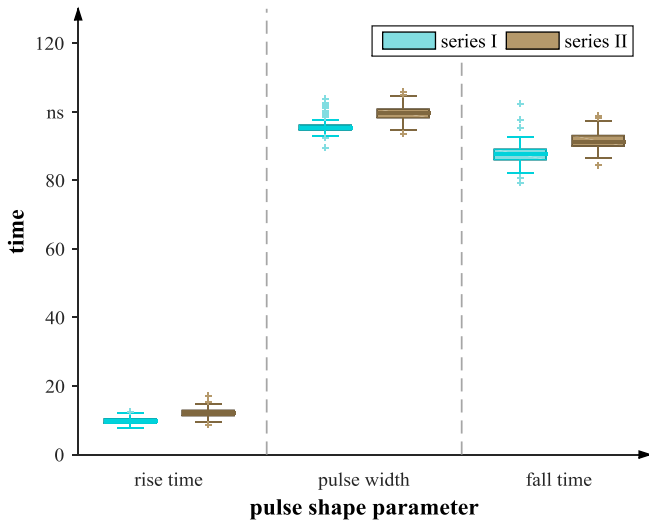 120
ns
80
60
40
20
0
time
series I
series II
rise time
pulse width
fall time
pulse shape parameter